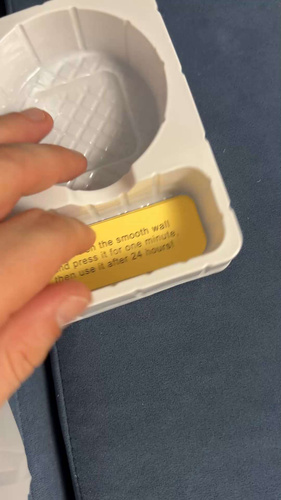 the smooth wall
and press it for one minute,
then use it after 24 hours!